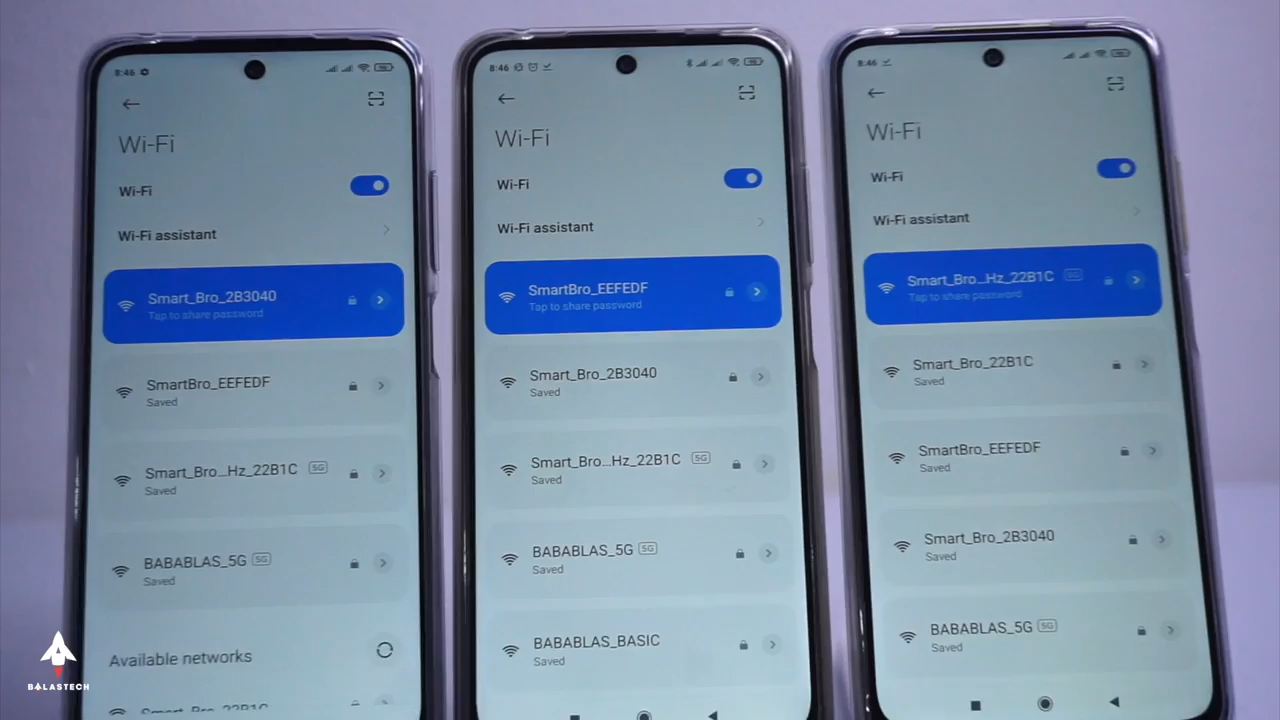 8:46
Wi-Fi
Wi-Fi
Wi-Fi assistant
Smart_Bro_2B3040
Tap to share password
SmartBro_EEFEDF
Saved
Smart_Bro...Hz_22B1C 5G
Saved
BABABLAS_5G 5G
Saved
Available networks
Smart_Bro_22B1C
8:46
Wi-Fi
Wi-Fi
Wi-Fi assistant
SmartBro_EEFEDF
Tap to share password
Smart_Bro_2B3040
Saved
Smart_Bro...Hz_22B1C 5G
Saved
BABABLAS_5G 5G
Saved
BABABLAS_BASIC
Saved
8:46
Wi-Fi
Wi-Fi
Wi-Fi assistant
Smart_Bro...Hz_22B1C 5G
Tap to share password
Smart_Bro_22B1C
Saved
SmartBro_EEFEDF
Saved
Smart_Bro_2B3040
Saved
BABABLAS_5G 5G
Saved
BALASTECH